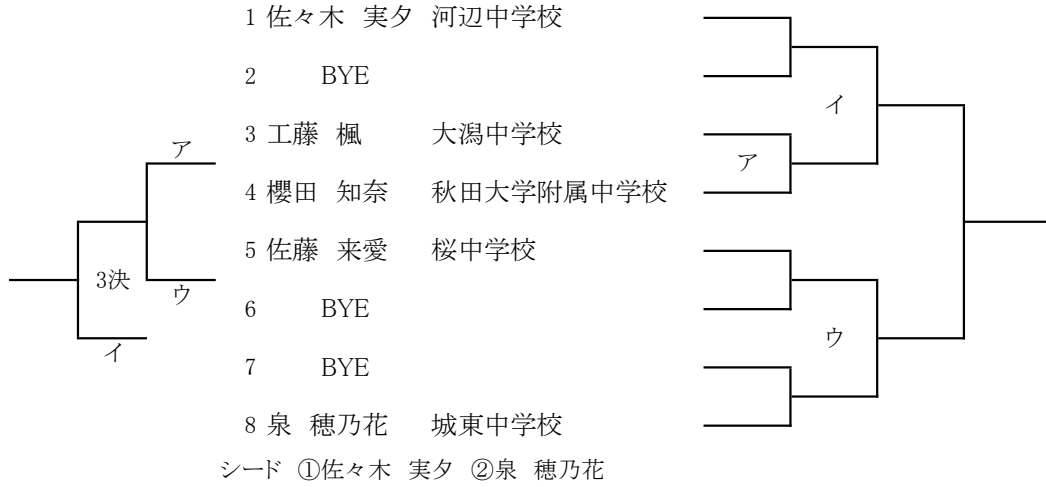 1 佐々木 実夕 河辺中学校
2 BYE
イ
3 工藤 楓 大潟中学校
ア
ア
4 櫻田 知奈 秋田大学附属中学校
5 佐藤 来愛 桜中学校
3決
ウ
6 BYE
ウ
イ
7 BYE
8 泉 穂乃花 城東中学校
シード ①佐々木 実夕 ②泉 穂乃花